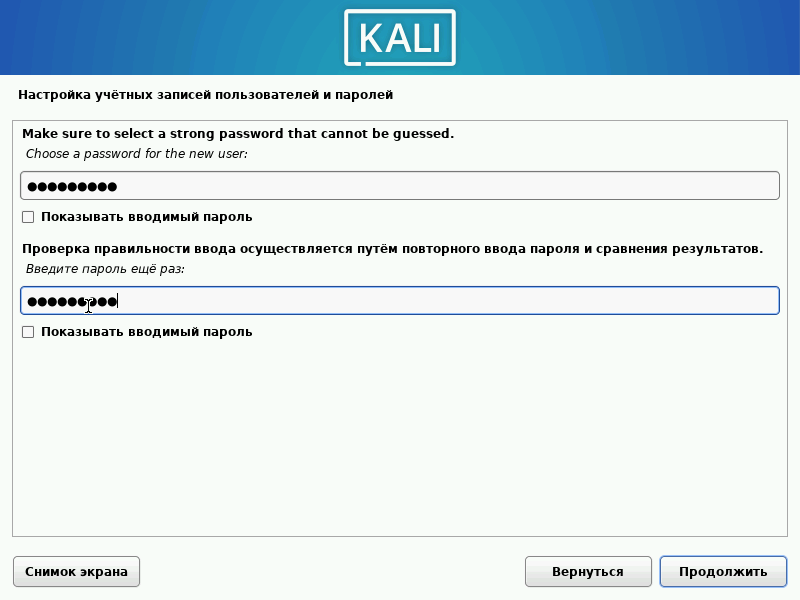 KALI
Настройка учётных записей пользователей и паролей
Make sure to select a strong password that cannot be guessed.
Choose a password for the new user:
●●●●●●●●●
Показывать вводимый пароль
Проверка правильности ввода осуществляется путём повторного ввода пароля и сравнения результатов.
Введите пароль ещё раз:
●●●●●●●●●
Показывать вводимый пароль
Снимок экрана
Вернуться
Продолжить